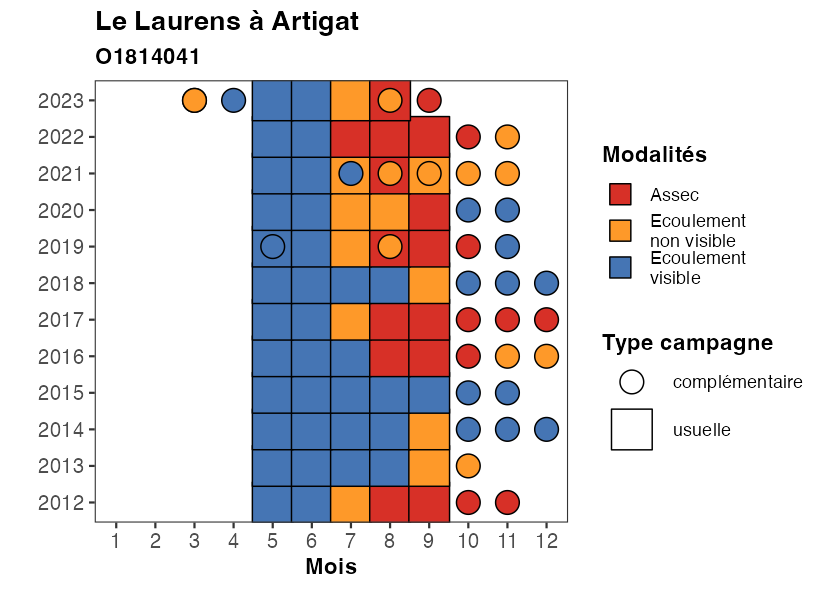 Le Laurens à Artigat
O1814041
2023
2022
2021
2020
2019
2018
2017
2016
2015
2014
2013
2012
1 2 3 4 5 6 7 8 9 10 11 12
Mois
Modalités
Assec
Ecoulement
non visible
Ecoulement
visible
Type campagne
complémentaire
usuelle